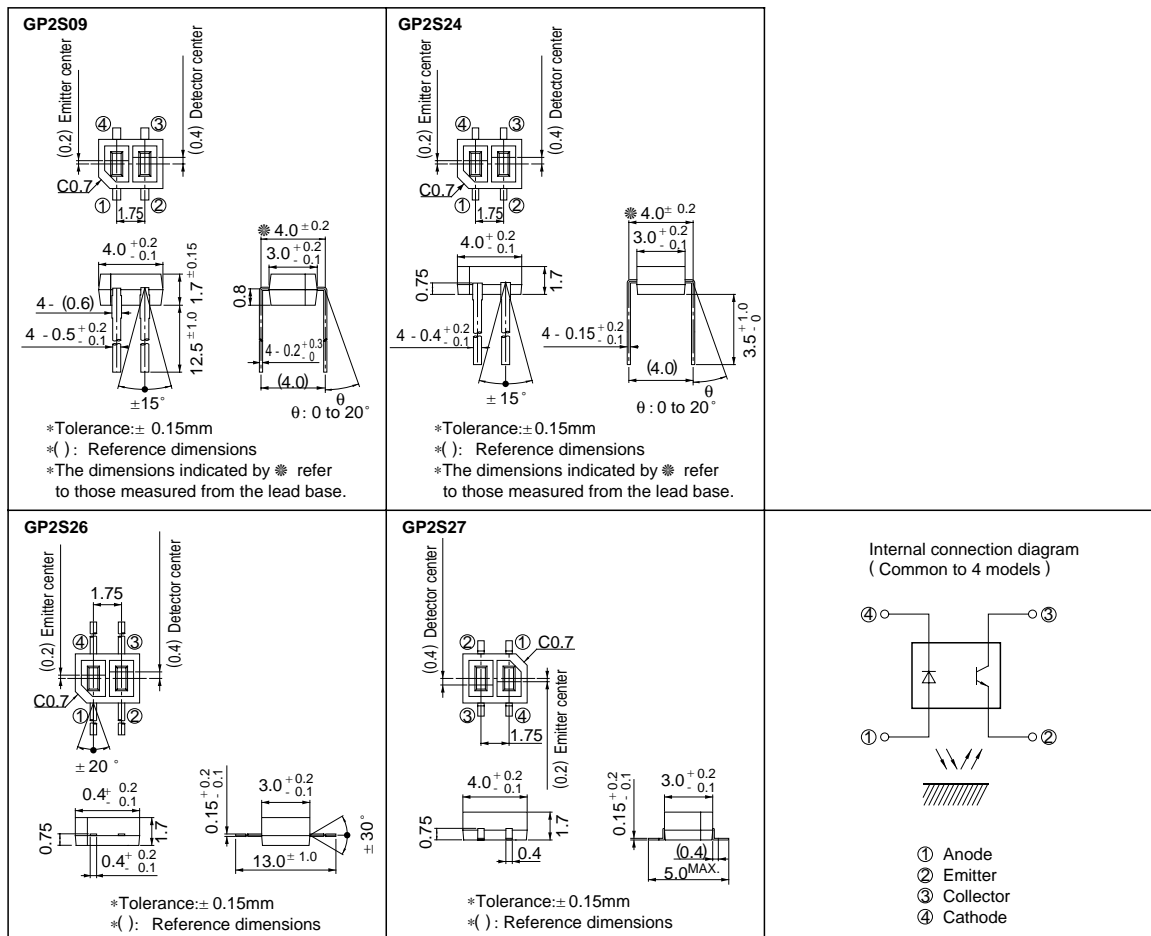 GP2S09
(0.2) Emitter center
(0.4) Detector center
④ ③
C0.7
① ②
1.75
4.0 +0.2 - 0.1
1.7 ± 0.15
4 - (0.6)
4 - 0.5 +0.2 - 0.1
12.5 ± 1.0
±15°
✺ 4.0 ± 0.2
3.0 +0.2 - 0.1
0.8
4 - 0.2 +0.3 - 0
(4.0)
θ
θ : 0 to 20°
*Tolerance:± 0.15mm
*( ) : Reference dimensions
*The dimensions indicated by ✺ refer
to those measured from the lead base.
GP2S24
(0.2) Emitter center
(0.4) Detector center
④ ③
C0.7
① ②
1.75
4.0 +0.2 - 0.1
0.75
1.7
4 - 0.4 +0.2 - 0.1
± 15°
✺ 4.0 ± 0.2
3.0 +0.2 - 0.1
4 - 0.15 +0.2 - 0.1
3.5 +1.0 - 0
(4.0)
θ
θ : 0 to 20°
*Tolerance:±0.15mm
*( ) : Reference dimensions
*The dimensions indicated by ✺ refer
to those measured from the lead base.
GP2S26
(0.2) Emitter center
(0.4) Detector center
1.75
④ ③
C0.7
① ②
± 20 °
0.4 + 0.2 - 0.1
0.75
1.7
0.4 + 0.2 - 0.1
0.15 +0.2 - 0.1
3.0 +0.2 - 0.1
± 30°
13.0 ± 1.0
*Tolerance:± 0.15mm
*( ): Reference dimensions
GP2S27
(0.4) Detector center
② ①
C0.7
③ ④
1.75
(0.2) Emitter center
4.0 +0.2 - 0.1
0.75
1.7
0.4
0.15 +0.2 - 0.1
3.0 +0.2 - 0.1
(0.4)
5.0 MAX.
*Tolerance:± 0.15mm
*( ): Reference dimensions
Internal connection diagram
( Common to 4 models )
④ ③
① ②
① Anode
② Emitter
③ Collector
④ Cathode